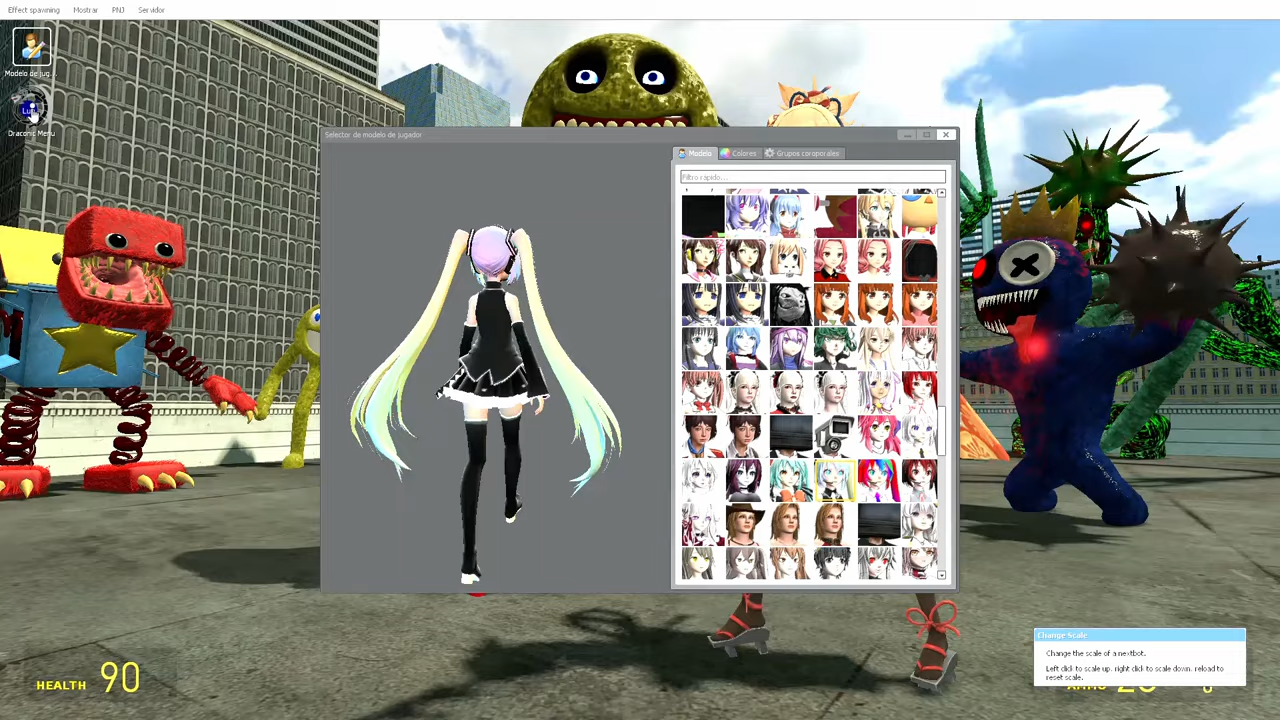 Effect spawning Mostrar PNJ Servidor
Modelo de jug...
Draconic Menu
Selector de modelo de jugador
Modelo Colores Grupos coroporales
Filtro rápido...
Change Scale
Change the scale of a nextbot.
Left click to scale up, right click to scale down, reload to
reset scale.
HEALTH 90